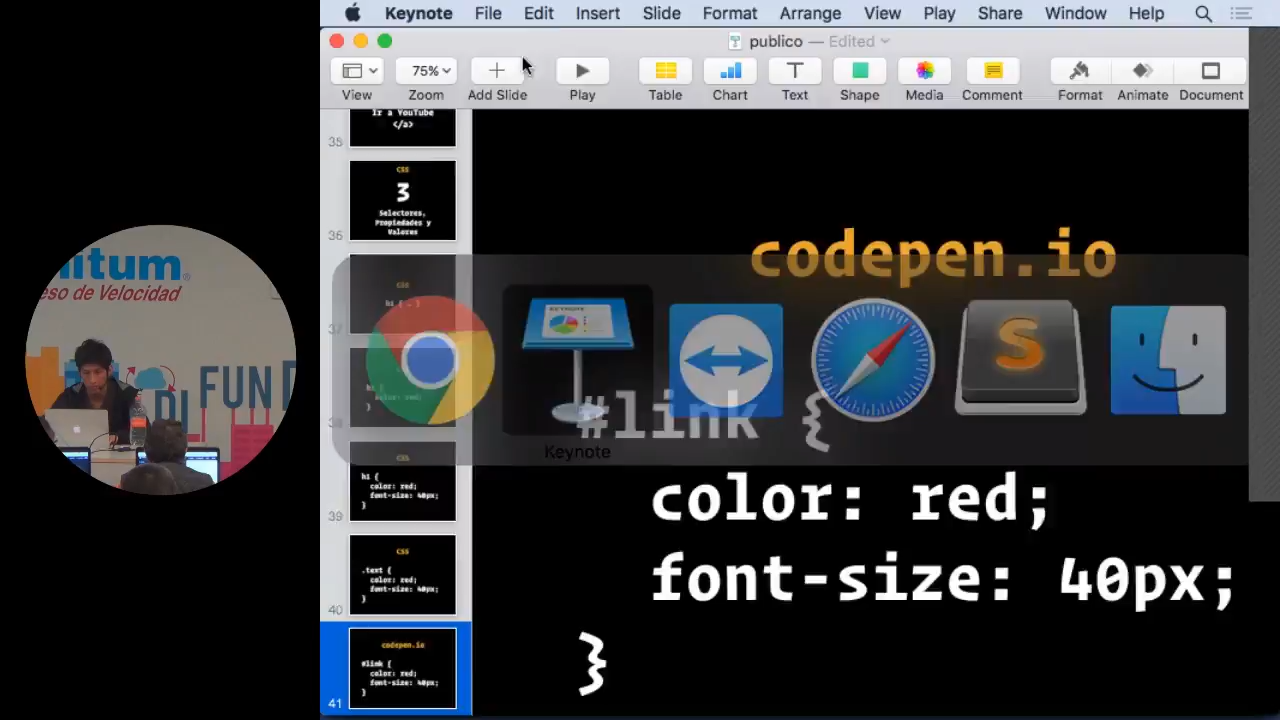 Keynote File Edit Insert Slide Format Arrange View Play Share Window Help
publico — Edited
75%
View Zoom Add Slide Play Table Chart Text Shape Media Comment Format Animate Document
Ir a YouTube
</a>
35
CSS
3
Selectores,
Propiedades y
Valores
36
CSS
37
38
CSS
h1 {
color: red;
font-size: 40px;
}
39
CSS
.text {
color: red;
font-size: 40px;
}
40
codepen.io
#link {
color: red;
font-size: 40px;
}
41
codepen.io
#link {
color: red;
font-size: 40px;
}
S
Keynote
KEYNOTE
nitum®
eso de Velocidad
FUN D